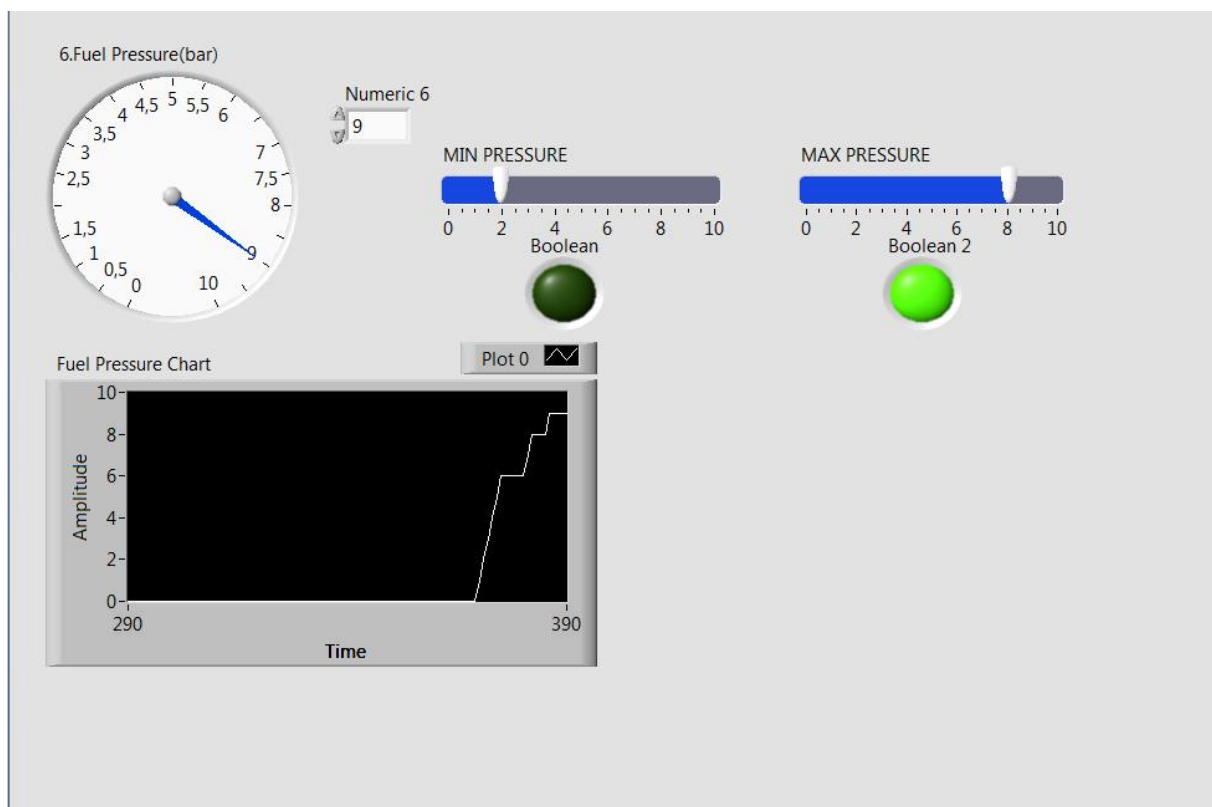 6.Fuel Pressure(bar)
0
0,5
1
1,5
2,5
3
3,5
4
4,5
5
5,5
6
7
7,5
8
9
10
Numeric 6
9
MIN PRESSURE
0 2 4 6 8 10
Boolean
MAX PRESSURE
0 2 4 6 8 10
Boolean 2
Fuel Pressure Chart
Plot 0
Amplitude
10
8
6
4
2
0
290 390
Time